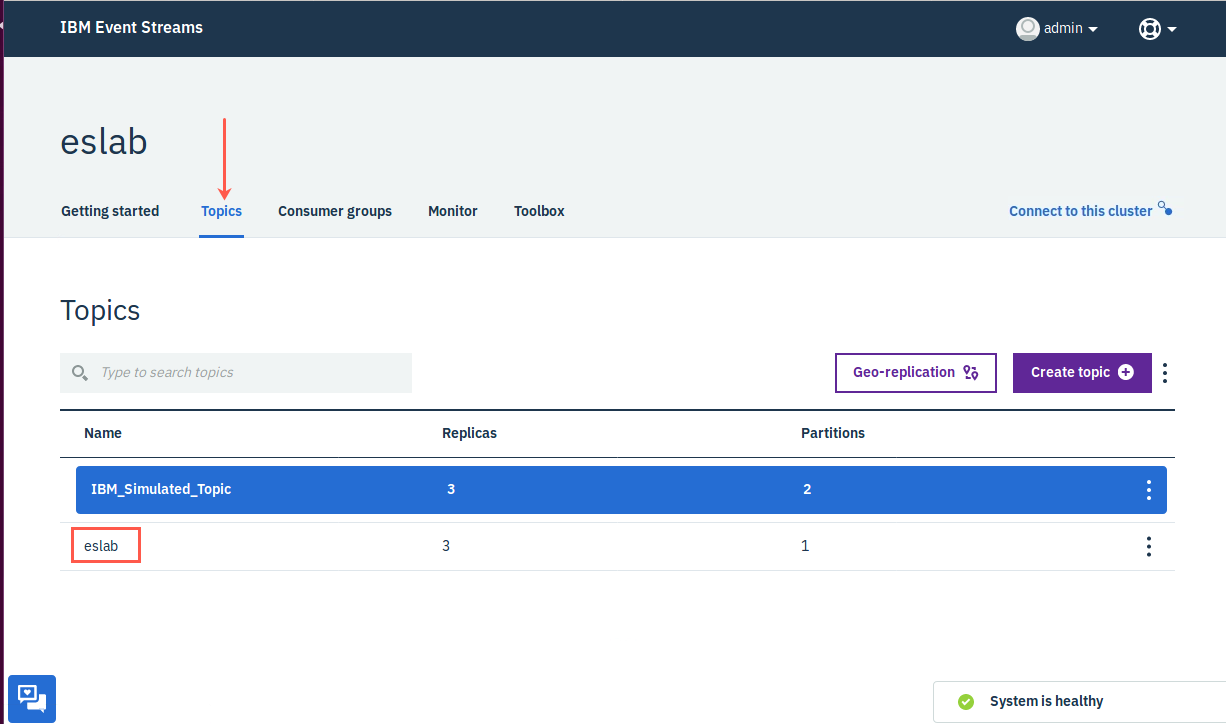 IBM Event Streams
admin
eslab
Getting started Topics Consumer groups Monitor Toolbox Connect to this cluster
Topics
Type to search topics Geo-replication Create topic
Name Replicas Partitions
IBM_Simulated_Topic 3 2
eslab 3 1
System is healthy